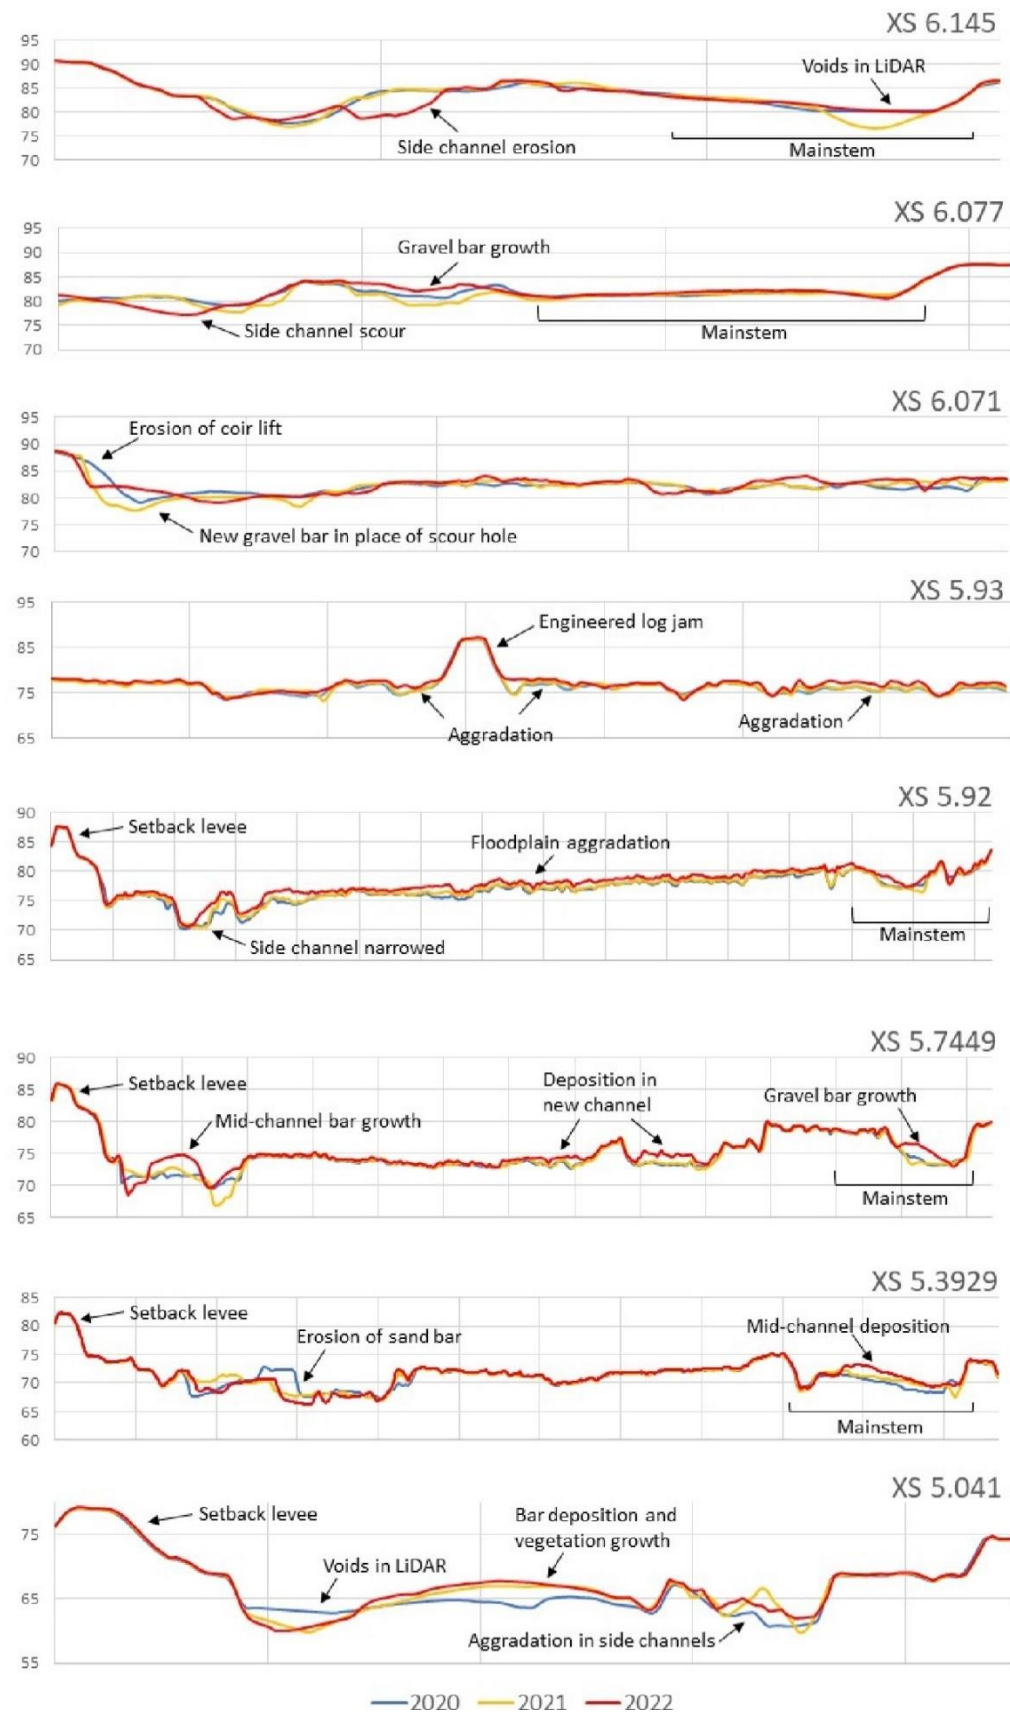 XS 6.145
95
90
85
80
75
70
Voids in LiDAR
Side channel erosion
Mainstem
XS 6.077
95
90
85
80
75
70
Gravel bar growth
Side channel scour
Mainstem
XS 6.071
95
90
85
80
75
70
Erosion of coir lift
New gravel bar in place of scour hole
XS 5.93
95
85
75
65
Engineered log jam
Aggradation
Aggradation
XS 5.92
90
85
80
75
70
65
Setback levee
Floodplain aggradation
Side channel narrowed
Mainstem
XS 5.7449
90
85
80
75
70
65
Setback levee
Mid-channel bar growth
Deposition in
new channel
Gravel bar growth
Mainstem
XS 5.3929
85
80
75
70
65
60
Setback levee
Erosion of sand bar
Mid-channel deposition
Mainstem
XS 5.041
75
65
55
Setback levee
Voids in LiDAR
Bar deposition and
vegetation growth
Aggradation in side channels
2020 2021 2022